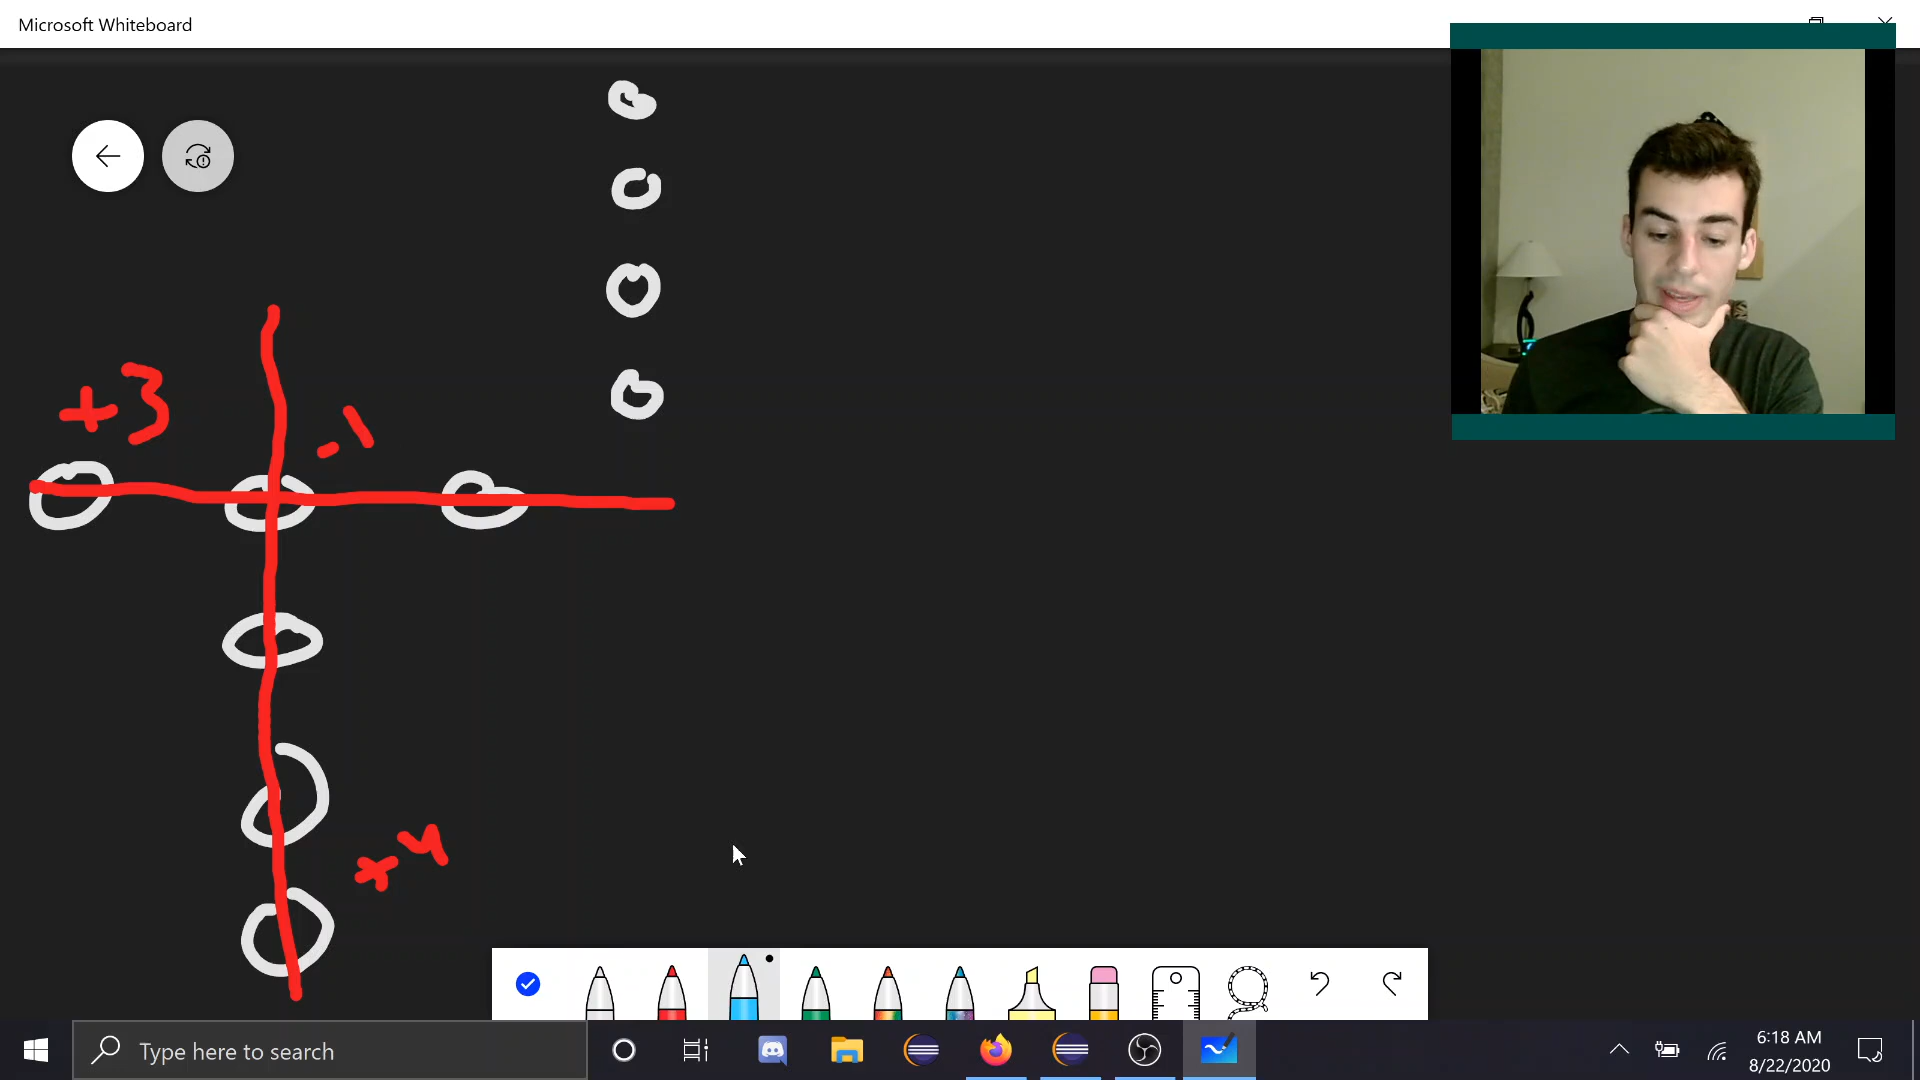 Microsoft Whiteboard
+3
-1
+4
Type here to search
6:18 AM
8/22/2020